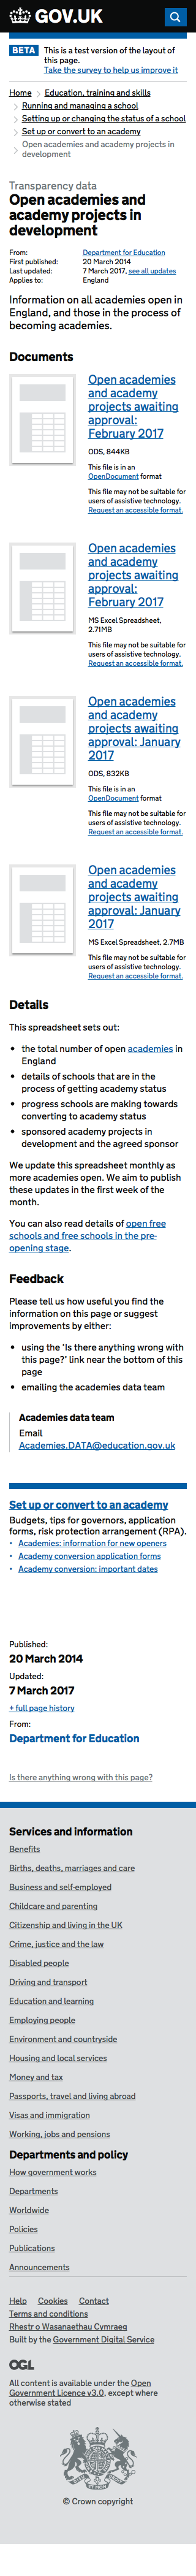 GOV.UK
BETA This is a test version of the layout of
this page.
Take the survey to help us improve it
Home
Education, training and skills
Running and managing a school
Setting up or changing the status of a school
Set up or convert to an academy
Open academies and academy projects in
development
Transparency data
Open academies and
academy projects in
development
From: Department for Education
First published: 20 March 2014
Last updated: 7 March 2017, see all updates
Applies to: England
Information on all academies open in
England, and those in the process of
becoming academies.
Documents
Open academies
and academy
projects awaiting
approval:
February 2017
ODS, 844KB
This file is in an
OpenDocument format
This file may not be suitable for
users of assistive technology.
Request an accessible format.
Open academies
and academy
projects awaiting
approval:
February 2017
MS Excel Spreadsheet,
2.71MB
This file may not be suitable for
users of assistive technology.
Request an accessible format.
Open academies
and academy
projects awaiting
approval: January
2017
ODS, 832KB
This file is in an
OpenDocument format
This file may not be suitable for
users of assistive technology.
Request an accessible format.
Open academies
and academy
projects awaiting
approval: January
2017
MS Excel Spreadsheet, 2.7MB
This file may not be suitable for
users of assistive technology.
Request an accessible format.
Details
This spreadsheet sets out:
• the total number of open academies in
England
• details of schools that are in the
process of getting academy status
• progress schools are making towards
converting to academy status
• sponsored academy projects in
development and the agreed sponsor
We update this spreadsheet monthly as
more academies open. We aim to publish
these updates in the first week of the
month.
You can also read details of open free
schools and free schools in the pre-
opening stage.
Feedback
Please tell us how useful you find the
information on this page or suggest
improvements by either:
• using the ‘Is there anything wrong with
this page?’ link near the bottom of this
page
• emailing the academies data team
Academies data team
Email
Academies.DATA@education.gov.uk
Set up or convert to an academy
Budgets, tips for governors, application
forms, risk protection arrangement (RPA).
• Academies: information for new openers
• Academy conversion application forms
• Academy conversion: important dates
Published:
20 March 2014
Updated:
7 March 2017
+ full page history
From:
Department for Education
Is there anything wrong with this page?
Services and information
Benefits
Births, deaths, marriages and care
Business and self-employed
Childcare and parenting
Citizenship and living in the UK
Crime, justice and the law
Disabled people
Driving and transport
Education and learning
Employing people
Environment and countryside
Housing and local services
Money and tax
Passports, travel and living abroad
Visas and immigration
Working, jobs and pensions
Departments and policy
How government works
Departments
Worldwide
Policies
Publications
Announcements
Help Cookies Contact
Terms and conditions
Rhestr o Wasanaethau Cymraeg
Built by the Government Digital Service
OGL
All content is available under the Open
Government Licence v3.0, except where
otherwise stated
© Crown copyright